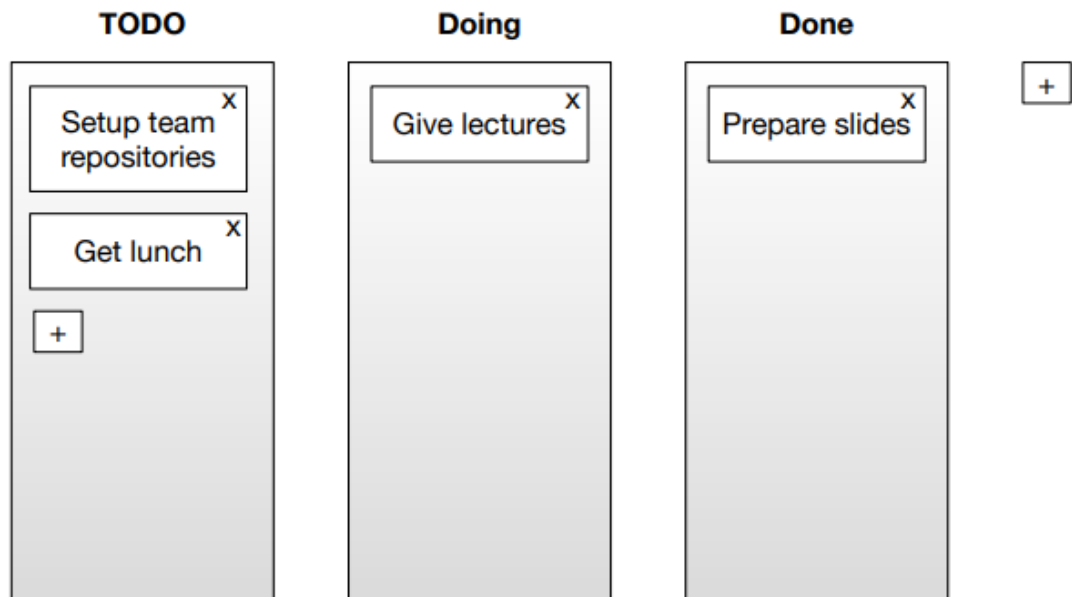 TODO
Doing
Done
X
Setup team
repositories
X
Get lunch
+
X
Give lectures
X
Prepare slides
+